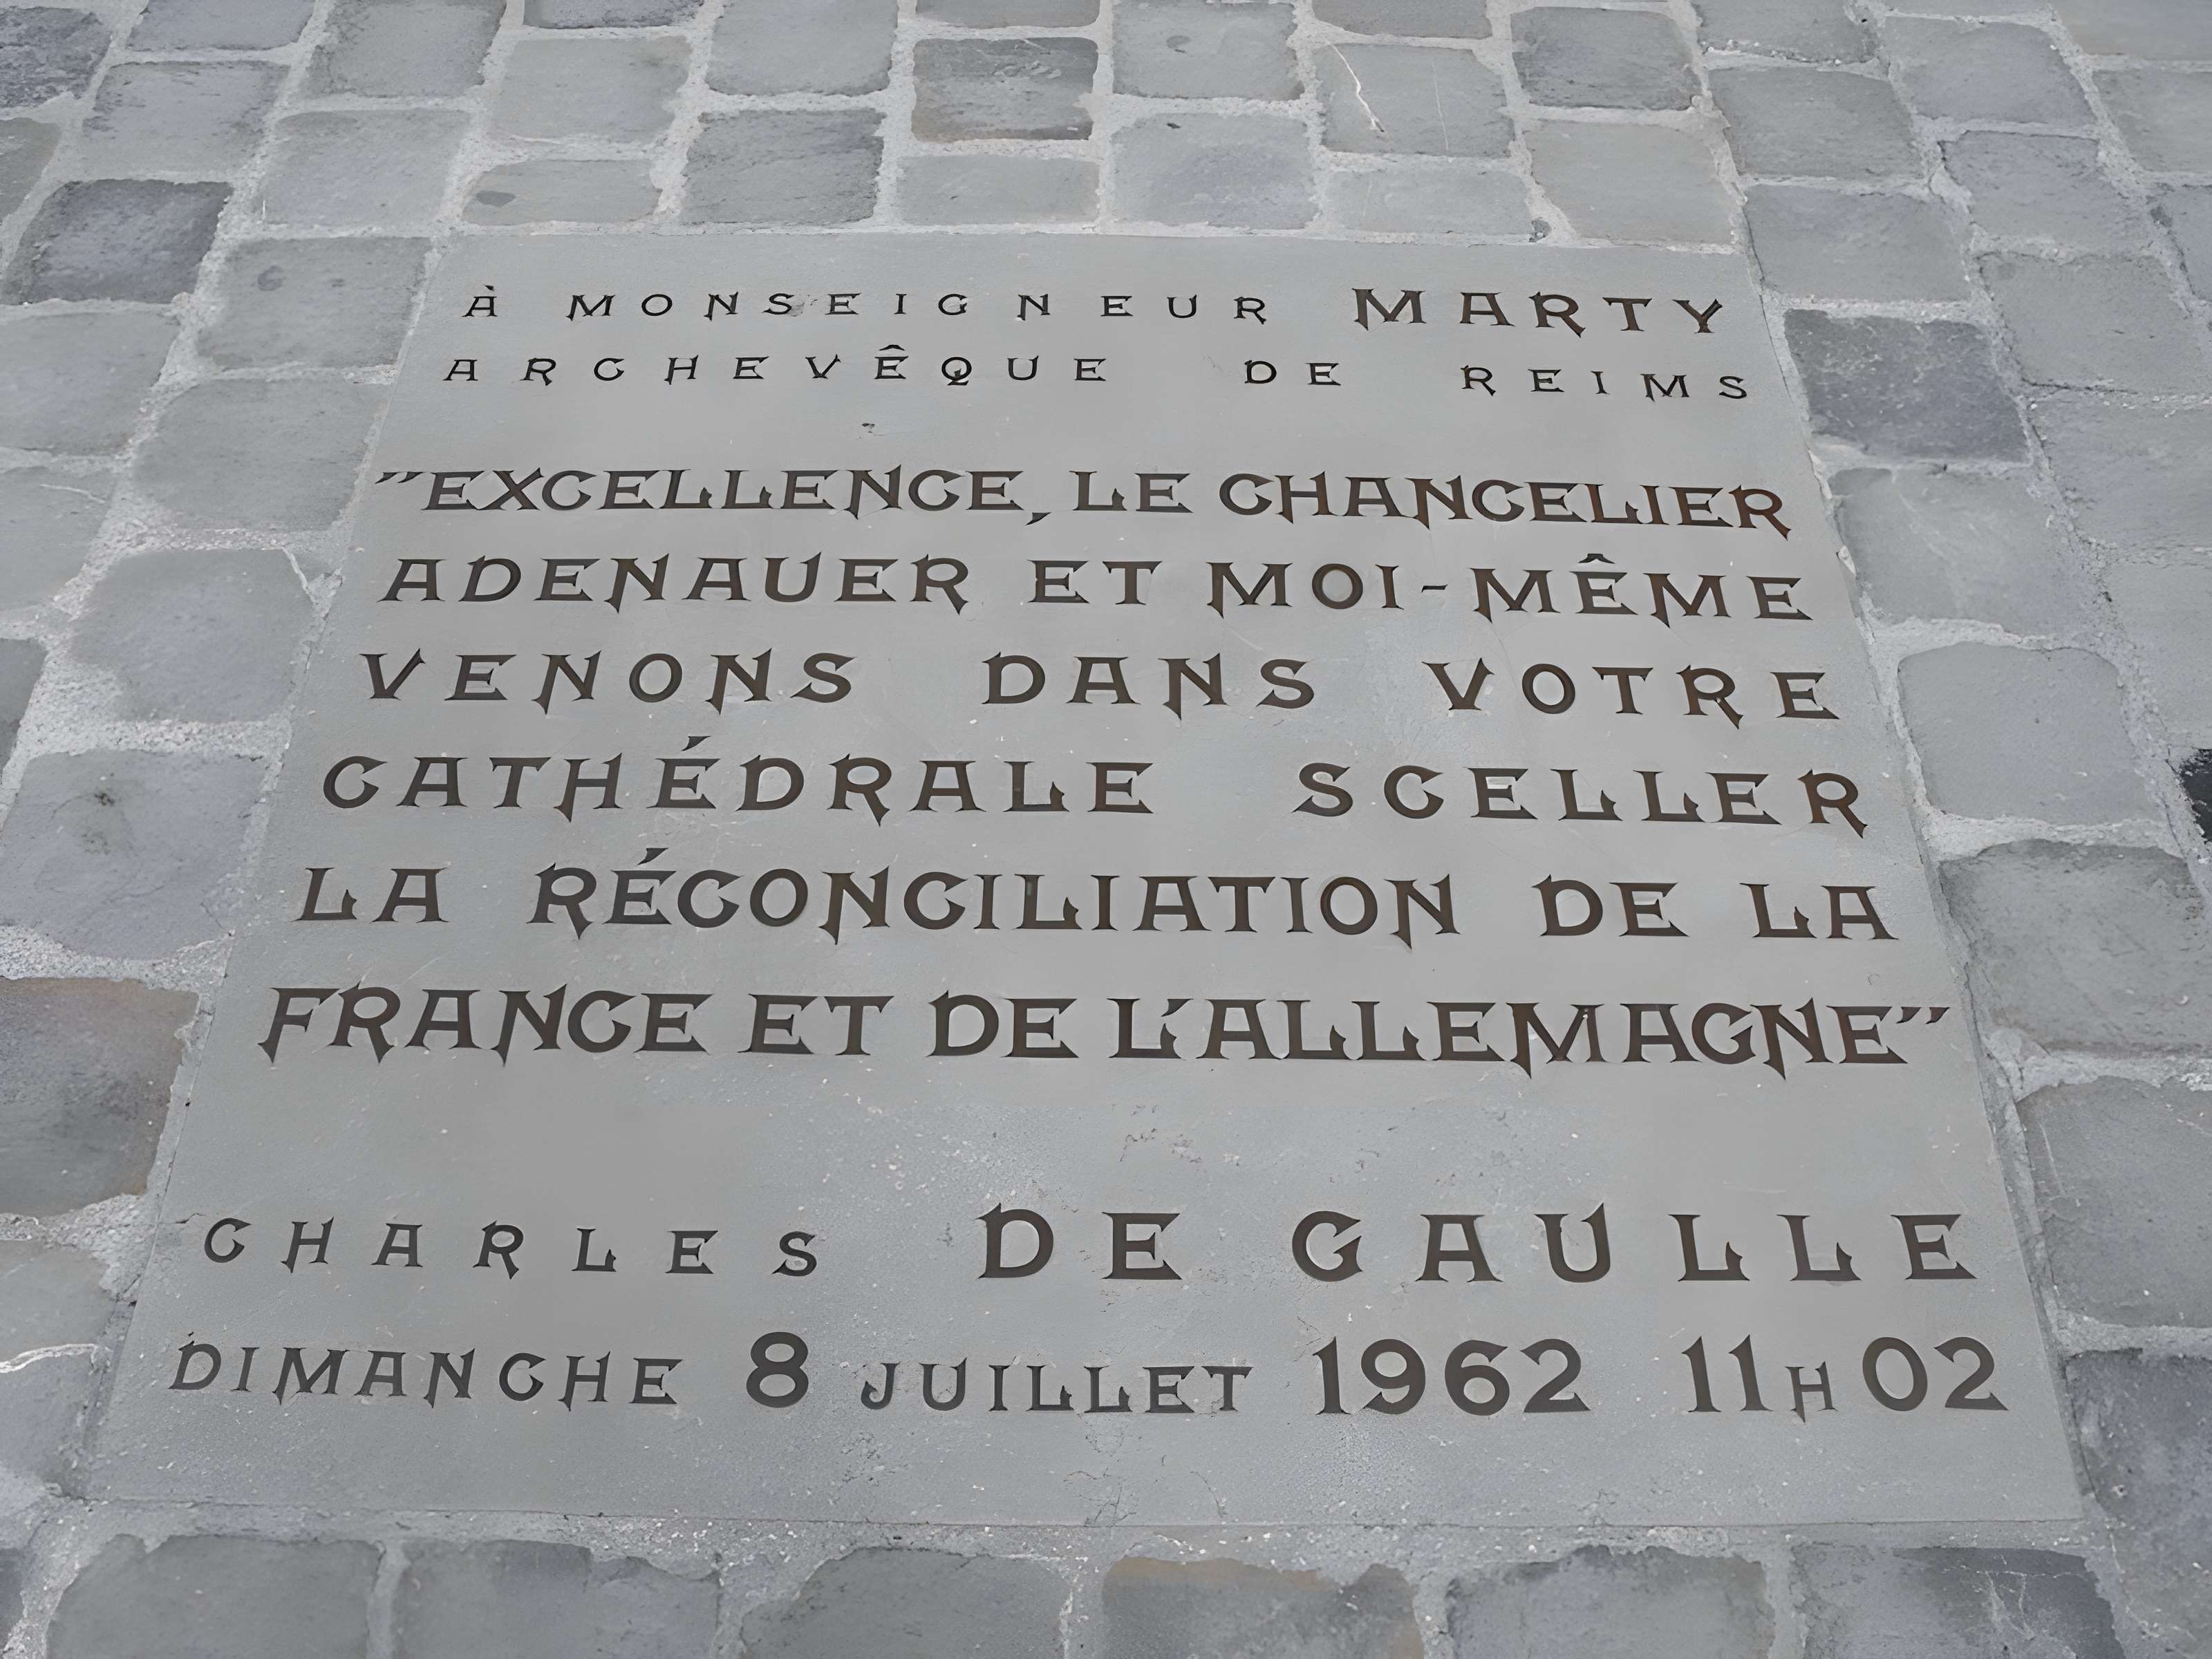 À MONSEIGNEUR MARTY
ARCHEVÊQUE DE REIMS
"EXCELLENCE, LE CHANCELIER
ADENAUER ET MOI-MÊME
VENONS DANS VOTRE
CATHÉDRALE SCELLER
LA RÉCONCILIATION DE LA
FRANCE ET DE L'ALLEMAGNE"
CHARLES DE GAULLE
DIMANCHE 8 JUILLET 1962 11H02